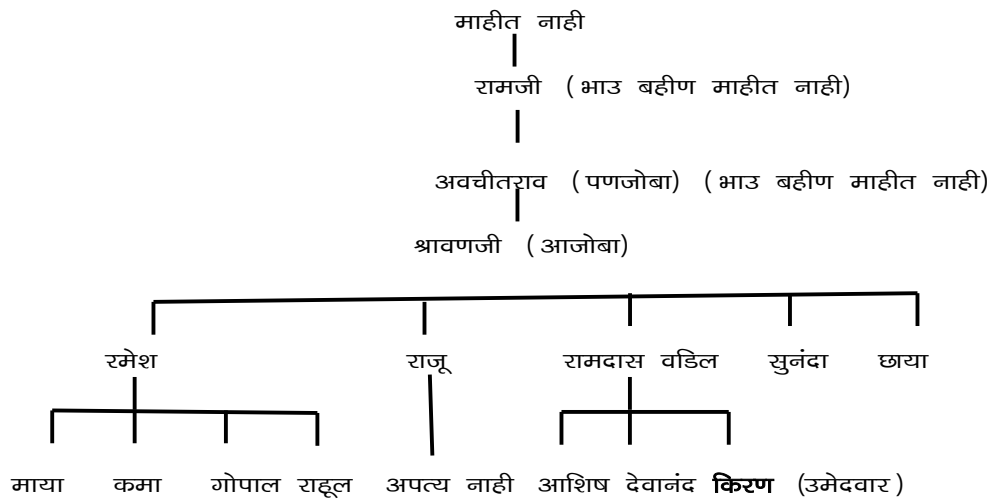 माहीत नाही
रामजी (भाउ बहीण माहीत नाही)
अवचीतराव (पणजोबा) (भाउ बहीण माहीत नाही)
श्रावणजी (आजोबा)
रमेश राजू रामदास वडिल सुनंदा छाया
माया कमा गोपाल राहूल अपत्य नाही आशिष देवानंद किरण (उमेदवार)